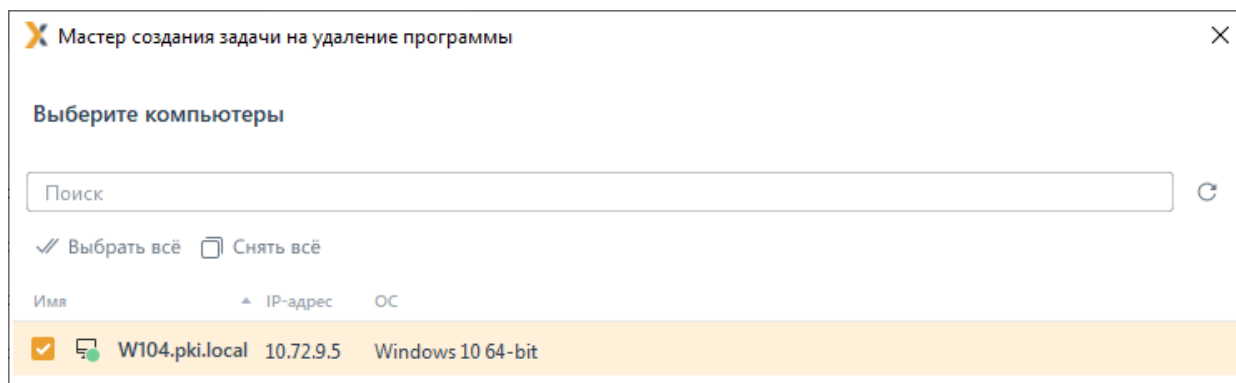 Мастер создания задачи на удаление программы
Выберите компьютеры
Поиск
Выбрать всё Снять всё
Имя IP-адрес ОС
W104.pki.local 10.72.9.5 Windows 10 64-bit